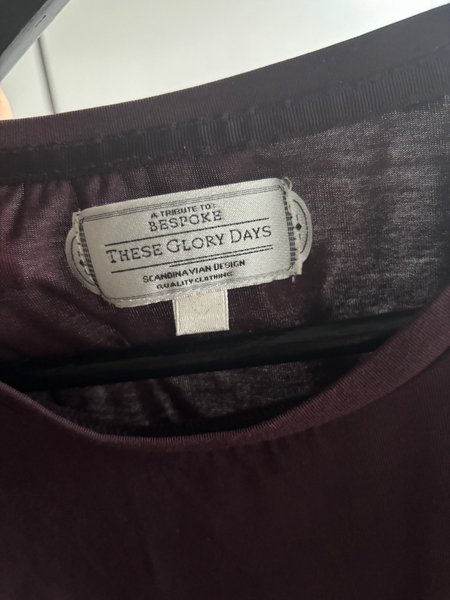 A TRIBUTE TO:
BESPOKE
THESE GLORY DAYS
SCANDINAVIAN DESIGN
QUALITY CLOTHING